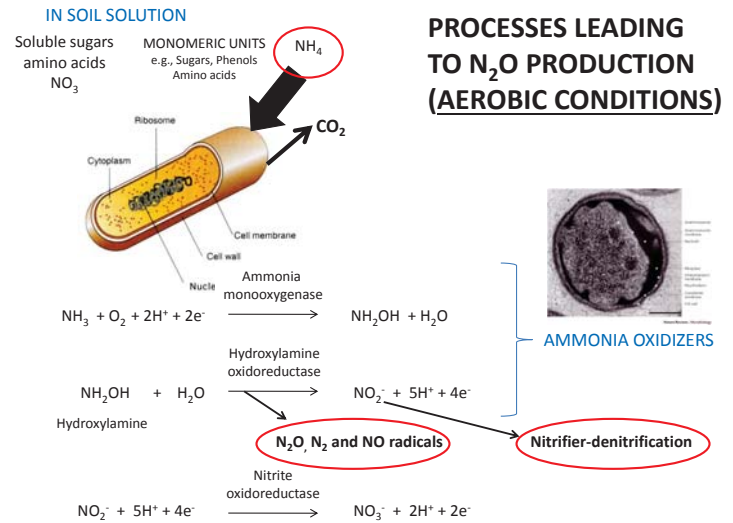 IN SOIL SOLUTION
Soluble sugars
amino acids
NO₃
MONOMERIC UNITS
e.g., Sugars, Phenols
Amino acids
NH₄
PROCESSES LEADING
TO N₂O PRODUCTION
(AEROBIC CONDITIONS)
CO₂
Ribosome
Cytoplasm
Cell membrane
Cell wall
Nucle
Ammonia
monooxygenase
NH₃ + O₂ + 2H⁺ + 2e⁻
NH₂OH + H₂O
AMMONIA OXIDIZERS
Hydroxylamine
oxidoreductase
NH₂OH + H₂O
NO₂⁻ + 5H⁺ + 4e⁻
Hydroxylamine
N₂O, N₂ and NO radicals
Nitrifier-denitrification
Nitrite
oxidoreductase
NO₂⁻ + 5H⁺ + 4e⁻
NO₃⁻ + 2H⁺ + 2e⁻